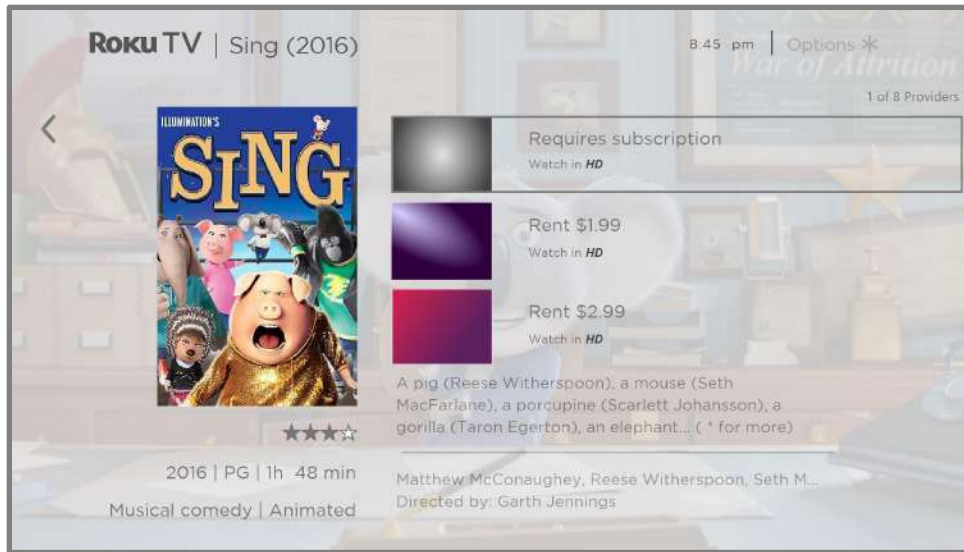 Roku TV | Sing (2016)
8:45 pm | Options *
War of Attrition
1 of 8 Providers
ILLUMINATION'S
SING
Requires subscription
Watch in HD
Rent $1.99
Watch in HD
Rent $2.99
Watch in HD
A pig (Reese Witherspoon), a mouse (Seth
MacFarlane), a porcupine (Scarlett Johansson), a
gorilla (Taron Egerton), an elephant... ( * for more)
2016 | PG | 1h 48 min
Musical comedy | Animated
Matthew McConaughey, Reese Witherspoon, Seth M...
Directed by: Garth Jennings